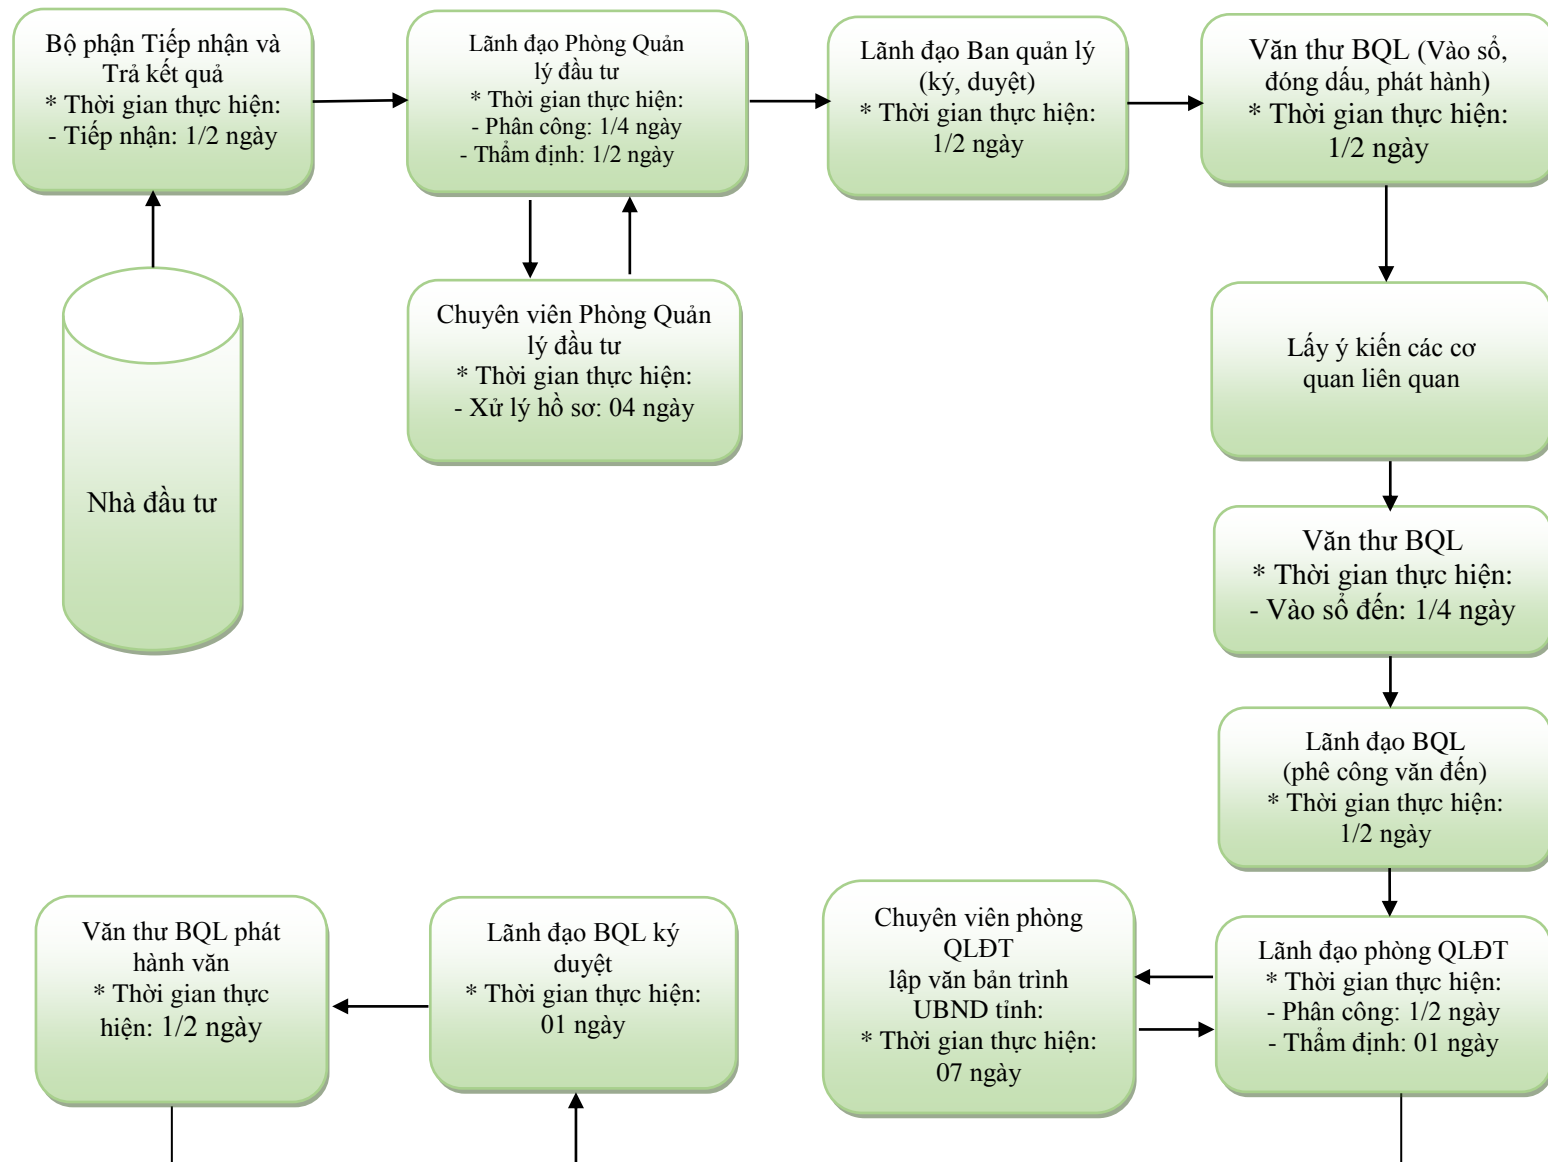 Bộ phận Tiếp nhận và
Trả kết quả
* Thời gian thực hiện:
- Tiếp nhận: 1/2 ngày
Lãnh đạo Phòng Quản
lý đầu tư
* Thời gian thực hiện:
- Phân công: 1/4 ngày
- Thẩm định: 1/2 ngày
Lãnh đạo Ban quản lý
(ký, duyệt)
* Thời gian thực hiện:
1/2 ngày
Văn thư BQL (Vào sổ,
đóng dấu, phát hành)
* Thời gian thực hiện:
1/2 ngày
Nhà đầu tư
Chuyên viên Phòng Quản
lý đầu tư
* Thời gian thực hiện:
- Xử lý hồ sơ: 04 ngày
Lấy ý kiến các cơ
quan liên quan
Văn thư BQL
* Thời gian thực hiện:
- Vào sổ đến: 1/4 ngày
Lãnh đạo BQL
(phê công văn đến)
* Thời gian thực hiện:
1/2 ngày
Văn thư BQL phát
hành văn
* Thời gian thực
hiện: 1/2 ngày
Lãnh đạo BQL ký
duyệt
* Thời gian thực hiện:
01 ngày
Chuyên viên phòng
QLĐT
lập văn bản trình
UBND tỉnh:
* Thời gian thực hiện:
07 ngày
Lãnh đạo phòng QLĐT
* Thời gian thực hiện:
- Phân công: 1/2 ngày
- Thẩm định: 01 ngày